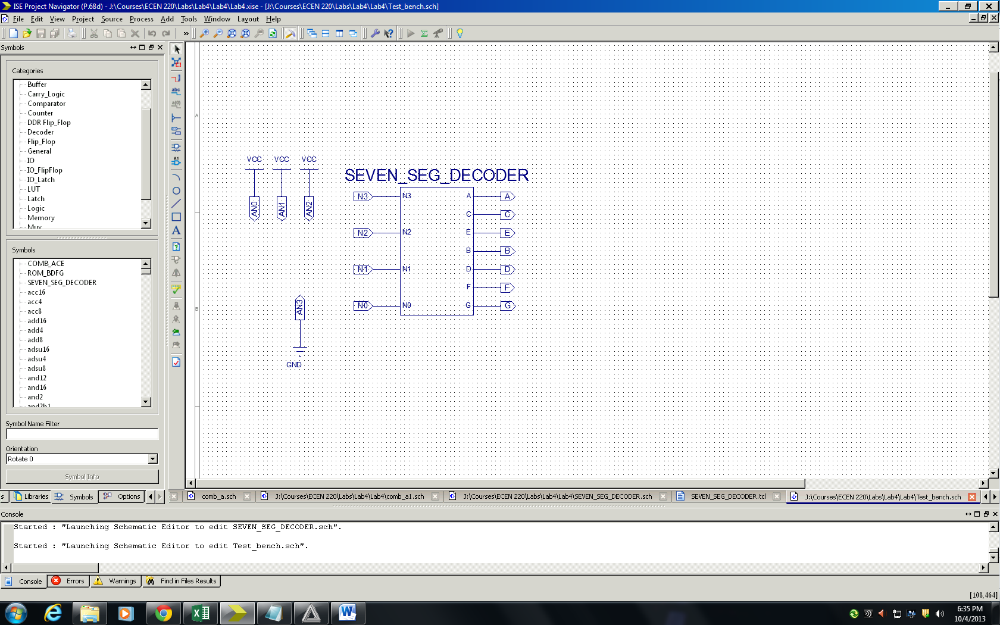 ISE Project Navigator (P.68d) - J:\Courses\ECEN 220\Labs\Lab4\Lab4\Lab4.xise - [J:\Courses\ECEN 220\Labs\Lab4\Lab4\Test_bench.sch]
File Edit View Project Source Process Add Tools Window Layout Help
Symbols
Categories
Buffer
Carry_Logic
Comparator
Counter
DDR Flip_Flop
Decoder
Flip_Flop
General
IO
IO_FlipFlop
IO_Latch
LUT
Latch
Logic
Memory
Mux
Symbols
COMB_ACE
ROM_BDFG
SEVEN_SEG_DECODER
acc16
acc4
acc8
add16
add4
add8
adsu16
adsu4
adsu8
and12
and16
and2
and2b1
Symbol Name Filter
Orientation
Rotate 0
Symbol Info
s Libraries Symbols Options
abc
a(0)
A1
A
A
B
VCC VCC VCC
AN0 AN1 AN2
SEVEN_SEG_DECODER
N3 N3 A A
C C
N2 N2 E E
B B
N1 N1 D D
F F
N0 N0 G G
AN3
GND
comb_a.sch J:\Courses\ECEN 220\Labs\Lab4\Lab4\comb_a1.sch J:\Courses\ECEN 220\Labs\Lab4\Lab4\SEVEN_SEG_DECODER.sch SEVEN_SEG_DECODER.tcl J:\Courses\ECEN 220\Labs\Lab4\Lab4\Test_bench.sch
Console
Started : "Launching Schematic Editor to edit SEVEN_SEG_DECODER.sch".
Started : "Launching Schematic Editor to edit Test_bench.sch".
Console Errors Warnings Find in Files Results
[108,464]
6:35 PM
10/4/2013